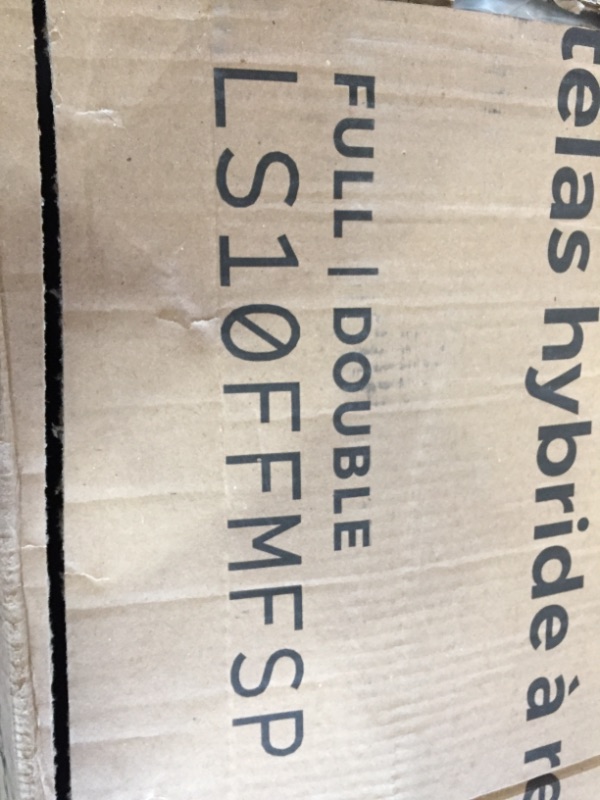 telas hybride á re
FULL | DOUBLE
LS10FFMFSP